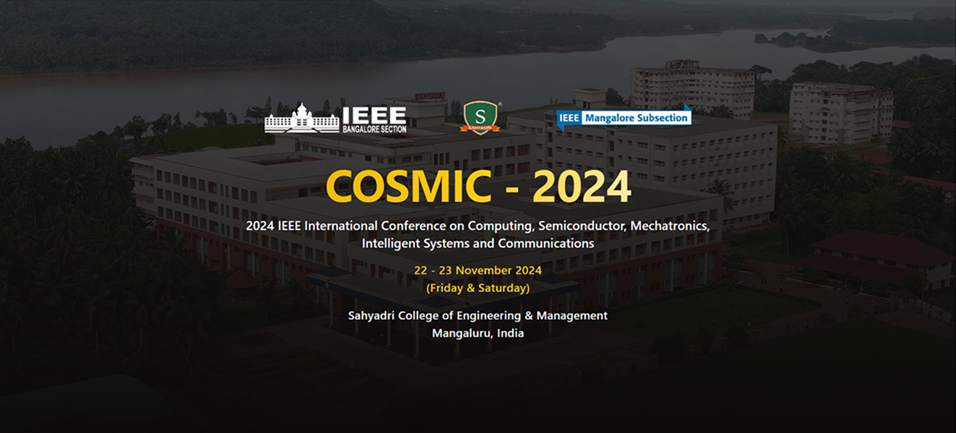 IEEE
BANGALORE SECTION
S
SAHYADRI
®
IEEE Mangalore Subsection
COSMIC - 2024
2024 IEEE International Conference on Computing, Semiconductor, Mechatronics,
Intelligent Systems and Communications
22 - 23 November 2024
(Friday & Saturday)
Sahyadri College of Engineering & Management
Mangaluru, India